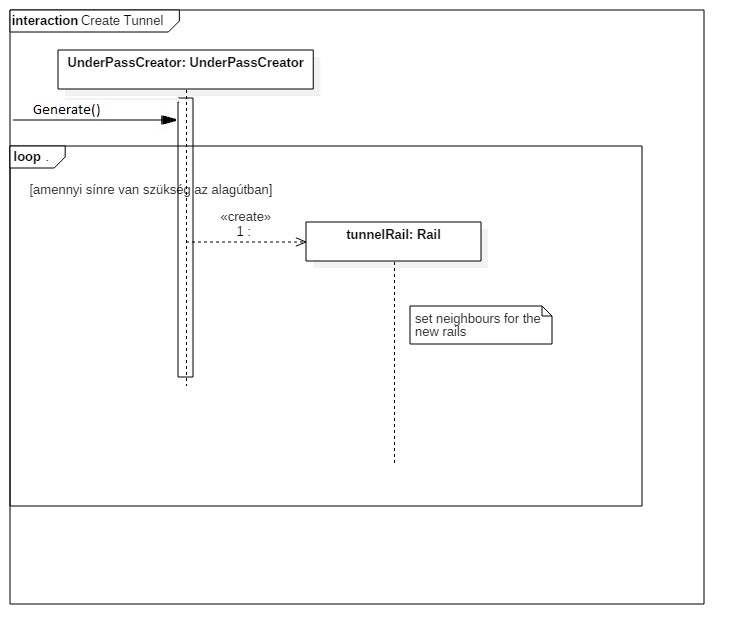 interaction Create Tunnel
UnderPassCreator: UnderPassCreator
Generate()
loop .
[amennyi sínre van szükség az alagútban]
«create»
1 :
tunnelRail: Rail
set neighbours for the
new rails